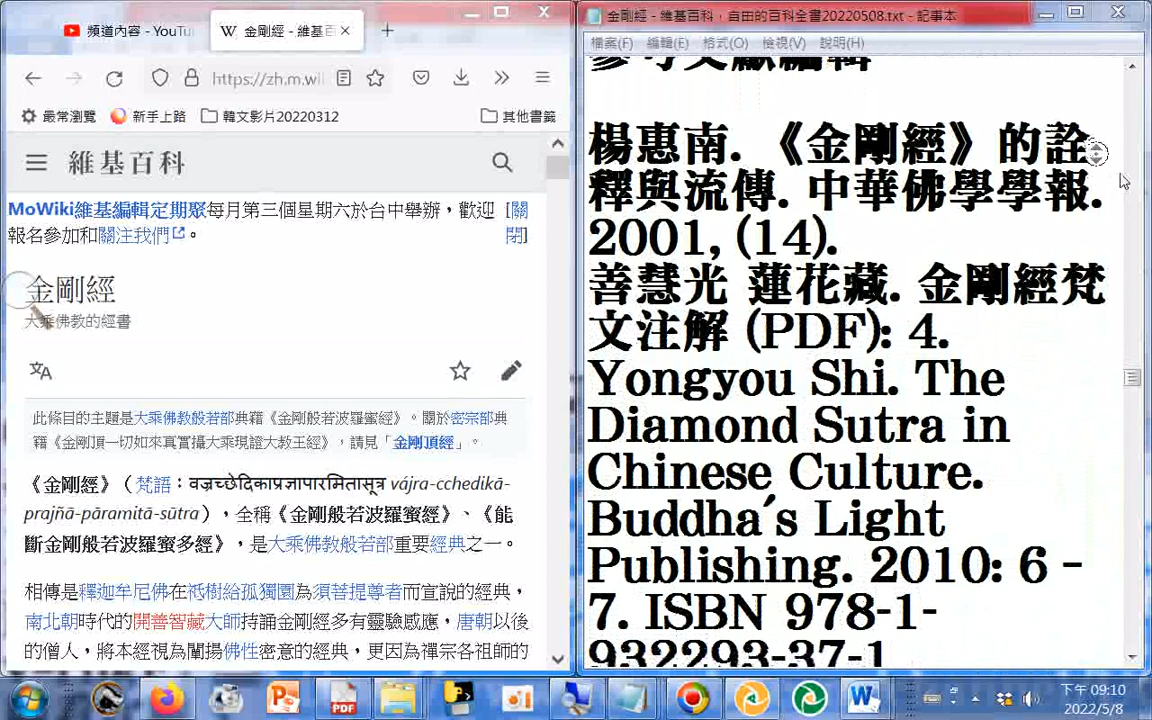 頻道內容 - YouTu
金剛經 - 維基百
https://zh.m.wi
最常瀏覽 新手上路 韓文影片20220312 其他書籤
維基百科
MoWiki維基編輯定期聚每月第三個星期六於台中舉辦，歡迎 [關
報名參加和關注我們。 閉]
金剛經
大乘佛教的經書
此條目的主題是大乘佛教般若部典籍《金剛般若波羅蜜經》。關於密宗部典
籍《金剛頂一切如來真實攝大乘現證大教王經》，請見「金剛頂經」。
《金剛經》（梵語：वज्रच्छेदिकाप्रज्ञापारमितासूत्र vájra-cchedikā-
prajñā-pāramitā-sūtra），全稱《金剛般若波羅蜜經》、《能
斷金剛般若波羅蜜多經》，是大乘佛教般若部重要經典之一。
相傳是釋迦牟尼佛在祇樹給孤獨園為須菩提尊者而宣說的經典，
南北朝時代的開善智藏大師持誦金剛經多有靈驗感應，唐朝以後
的僧人，將本經視為闡揚佛性密意的經典，更因為禪宗各祖師的
金剛經 - 維基百科，自由的百科全書20220508.txt - 記事本
檔案(F) 編輯(E) 格式(O) 檢視(V) 說明(H)
參考文獻編輯
楊惠南. 《金剛經》的詮
釋與流傳. 中華佛學學報.
2001, (14).
善慧光 蓮花藏. 金剛經梵
文注解 (PDF): 4.
Yongyou Shi. The
Diamond Sutra in
Chinese Culture.
Buddha's Light
Publishing. 2010: 6 –
7. ISBN 978-1-
932293-37-1
下午 09:10
2022/5/8